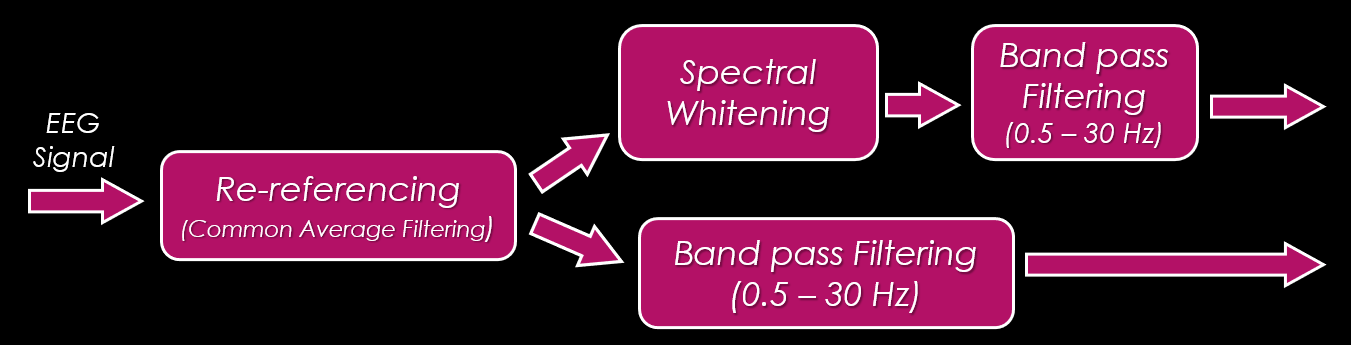 EEG
Signal
Re-referencing
(Common Average Filtering)
Spectral
Whitening
Band pass
Filtering
(0.5 – 30 Hz)
Band pass Filtering
(0.5 – 30 Hz)